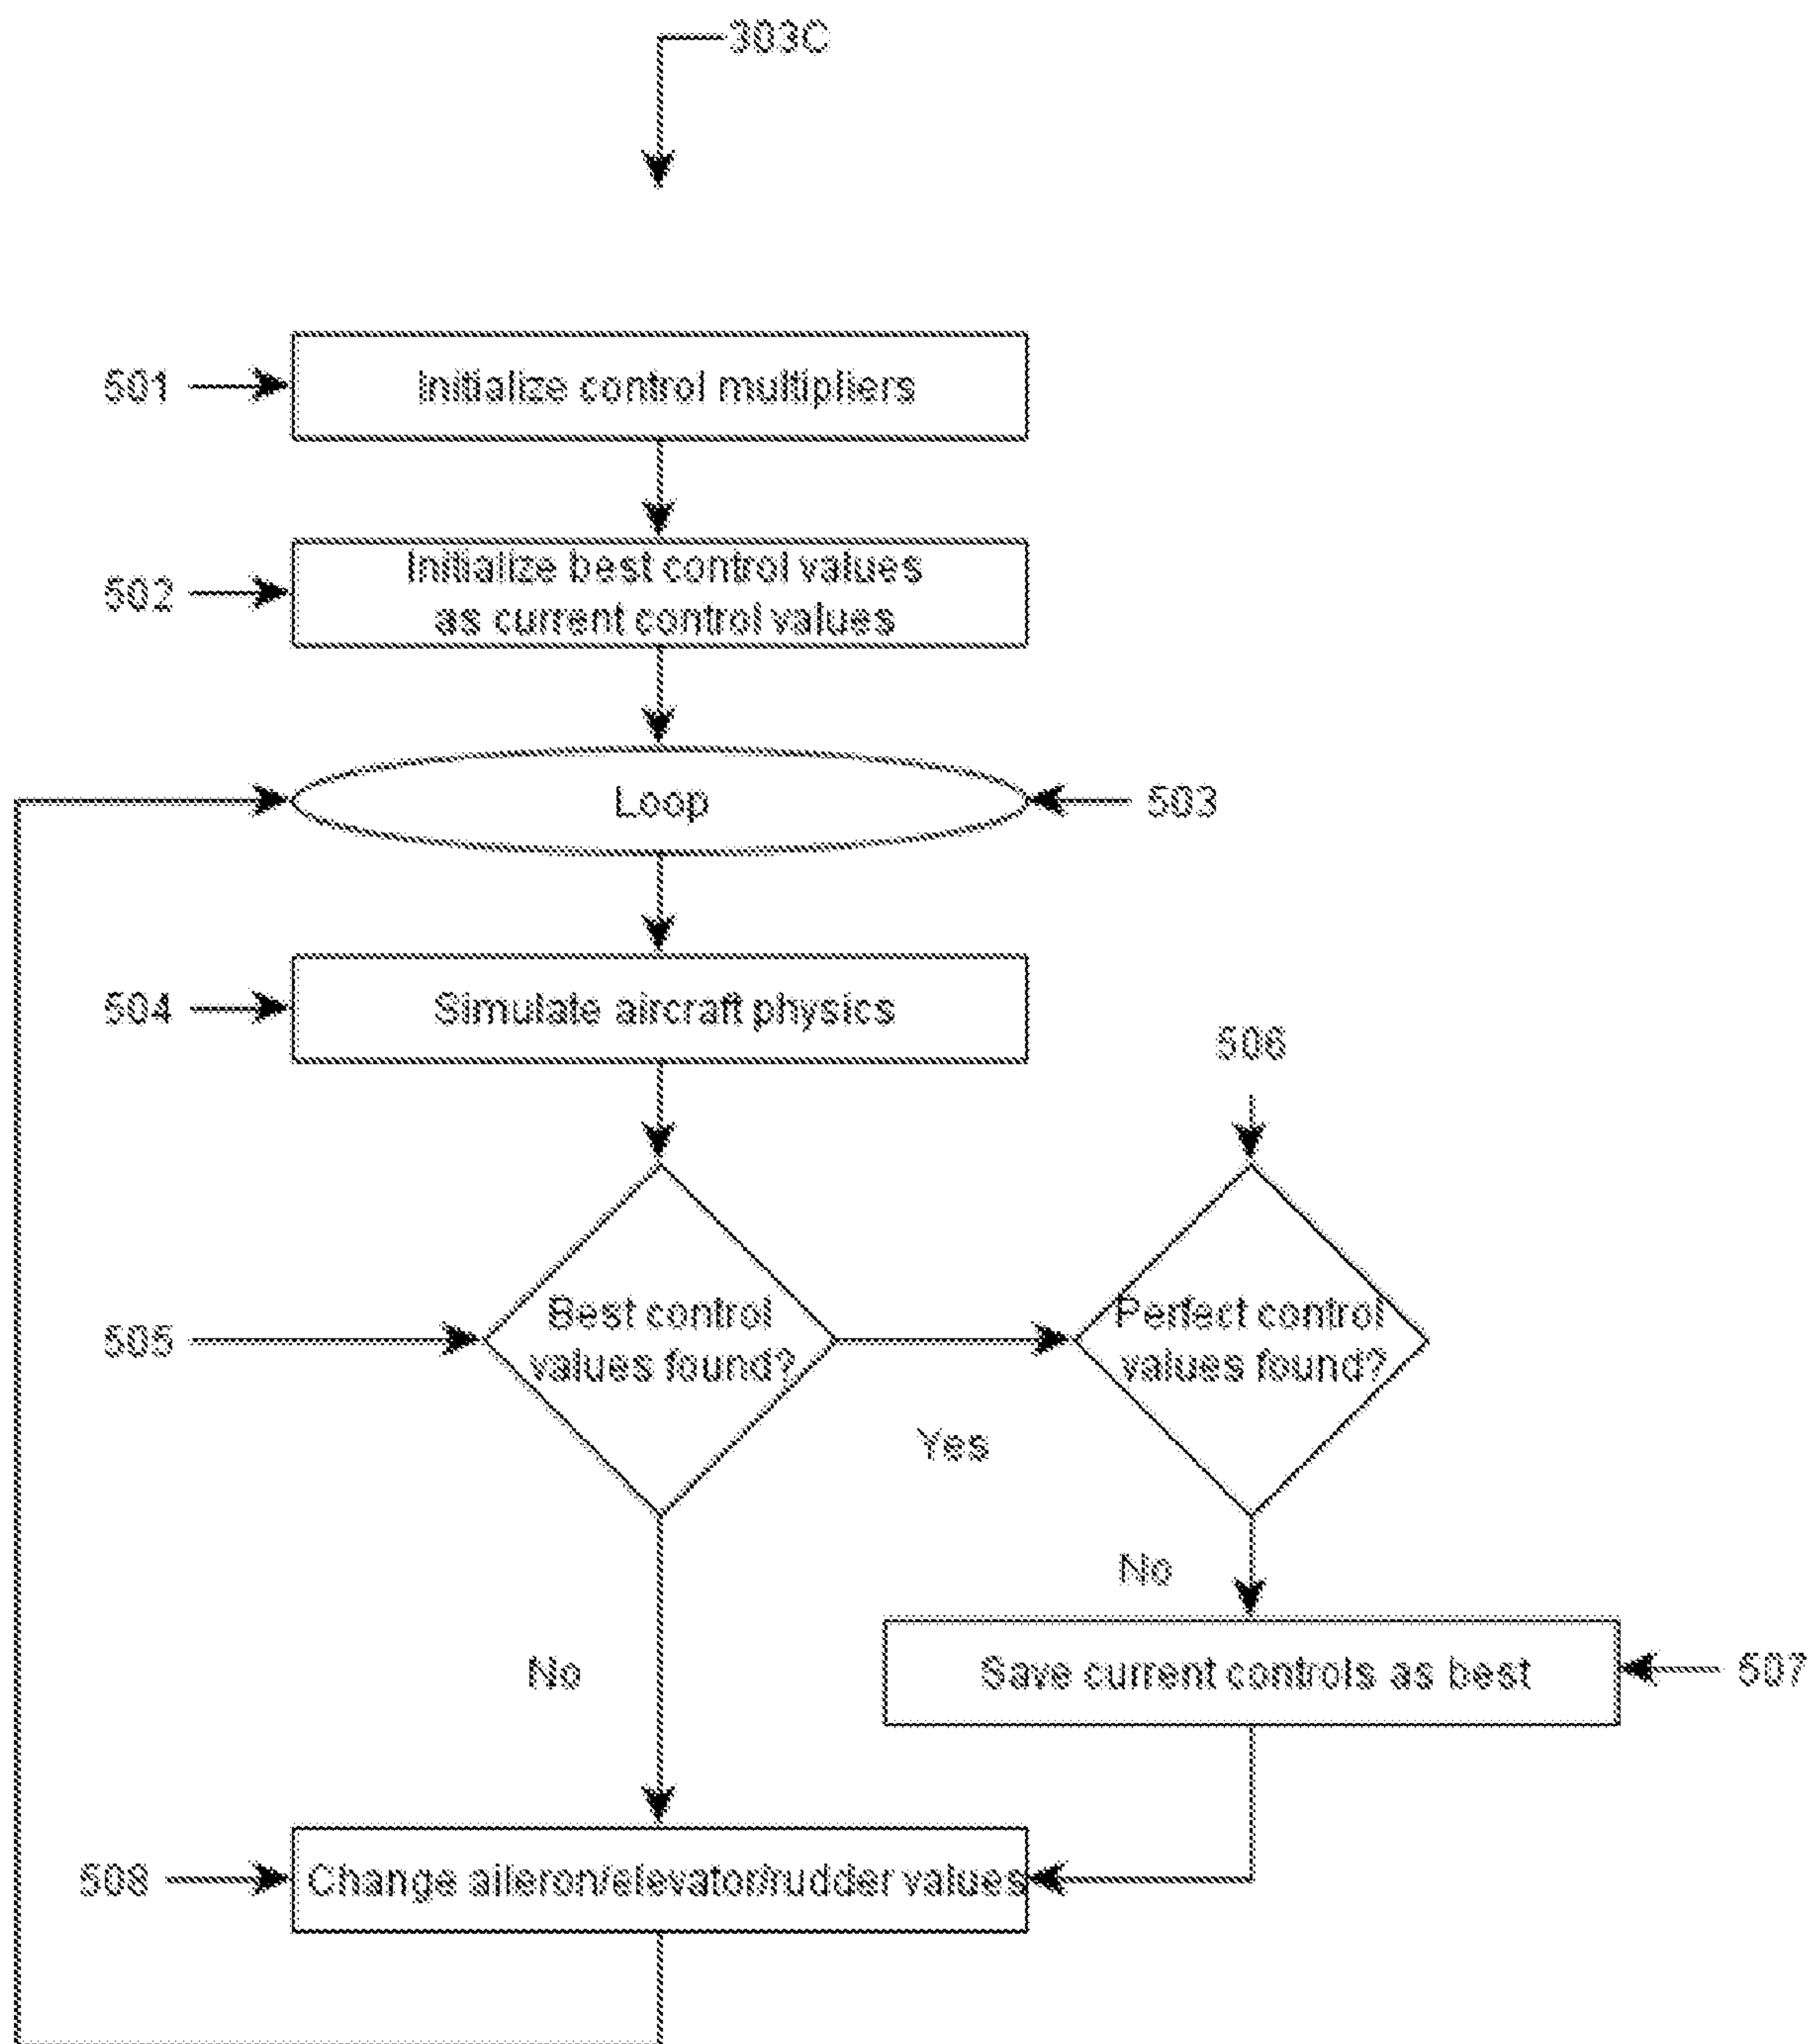 303C
501
Initialize control multipliers
502
Initialize best control values
as current control values
Loop
503
504
Simulate aircraft physics
506
505
Best control
values found?
Perfect control
values found?
Yes
No
No
Save current controls as best
507
508
Change aileron/elevator/rudder values